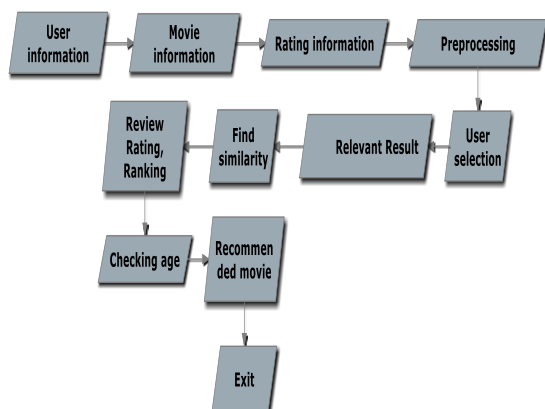 User
information
Movie
information
Rating information
Preprocessing
User
selection
Relevant Result
Find
similarity
Review
Rating,
Ranking
Checking age
Recommen
ded movie
Exit